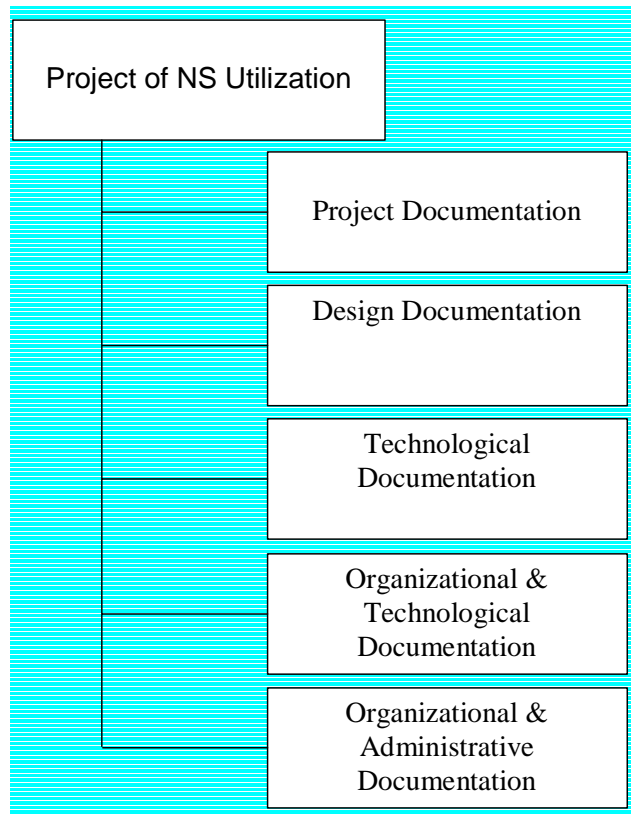 Project of NS Utilization
Project Documentation
Design Documentation
Technological
Documentation
Organizational &
Technological
Documentation
Organizational &
Administrative
Documentation